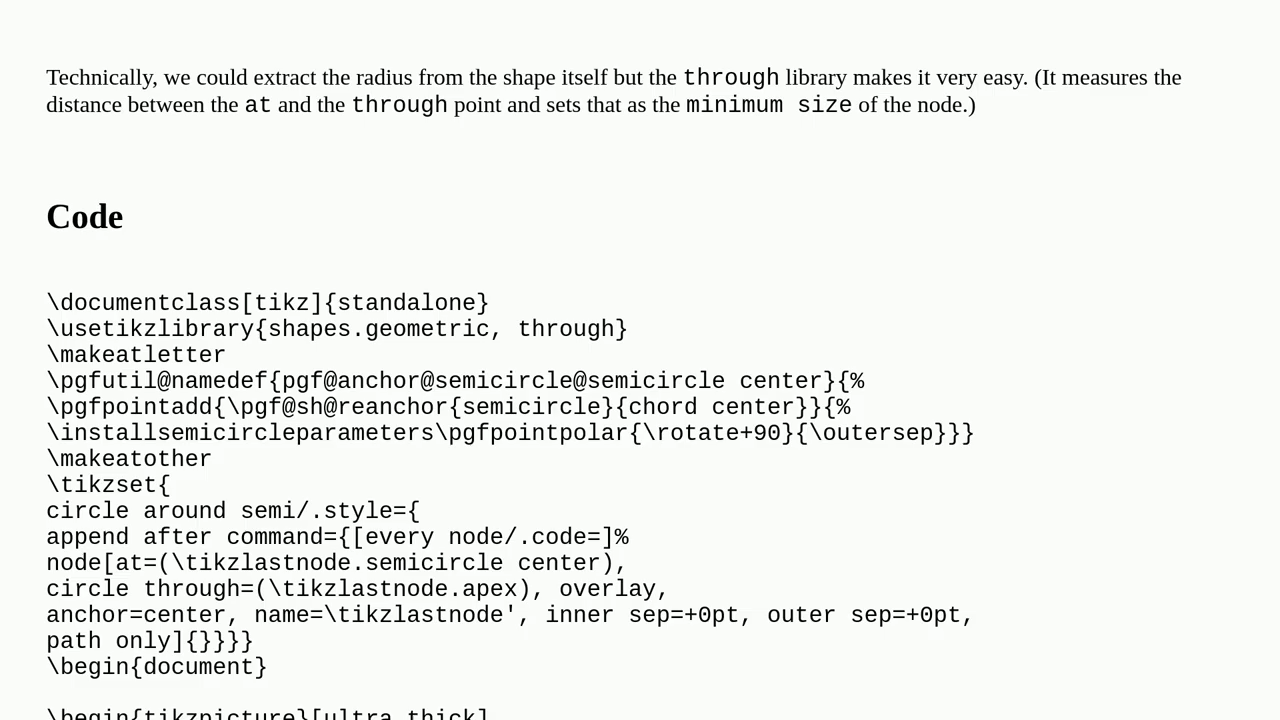 Technically, we could extract the radius from the shape itself but the through library makes it very easy. (It measures the
distance between the at and the through point and sets that as the minimum size of the node.)
Code
\documentclass[tikz]{standalone}
\usetikzlibrary{shapes.geometric, through}
\makeatletter
\pgfutil@namedef{pgf@anchor@semicircle@semicircle center}{%
\pgfpointadd{\pgf@sh@reanchor{semicircle}{chord center}}{%
\installsemicircleparameters\pgfpointpolar{\rotate+90}{\outersep}}}
\makeatother
\tikzset{
circle around semi/.style={
append after command={[every node/.code=]%
node[at=(\tikzlastnode.semicircle center),
circle through=(\tikzlastnode.apex), overlay,
anchor=center, name=\tikzlastnode', inner sep=+0pt, outer sep=+0pt,
path only]{}}}}
\begin{document}
\begin{tikzpicture}[ultra thick]